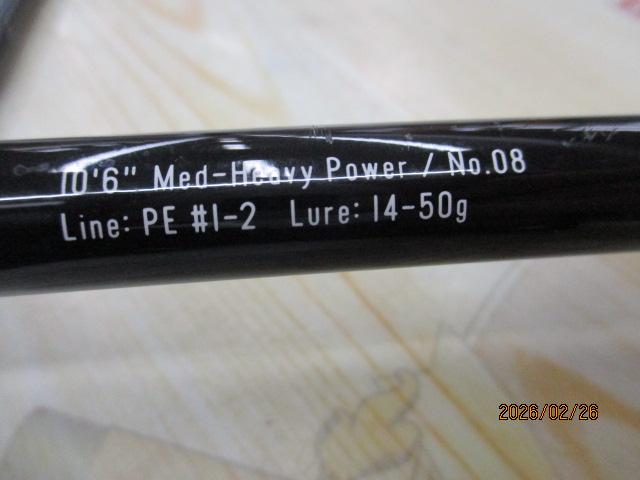 10'6" Med-Heavy Power / No.08
Line: PE #1-2 Lure: 14-50g
2026/02/26